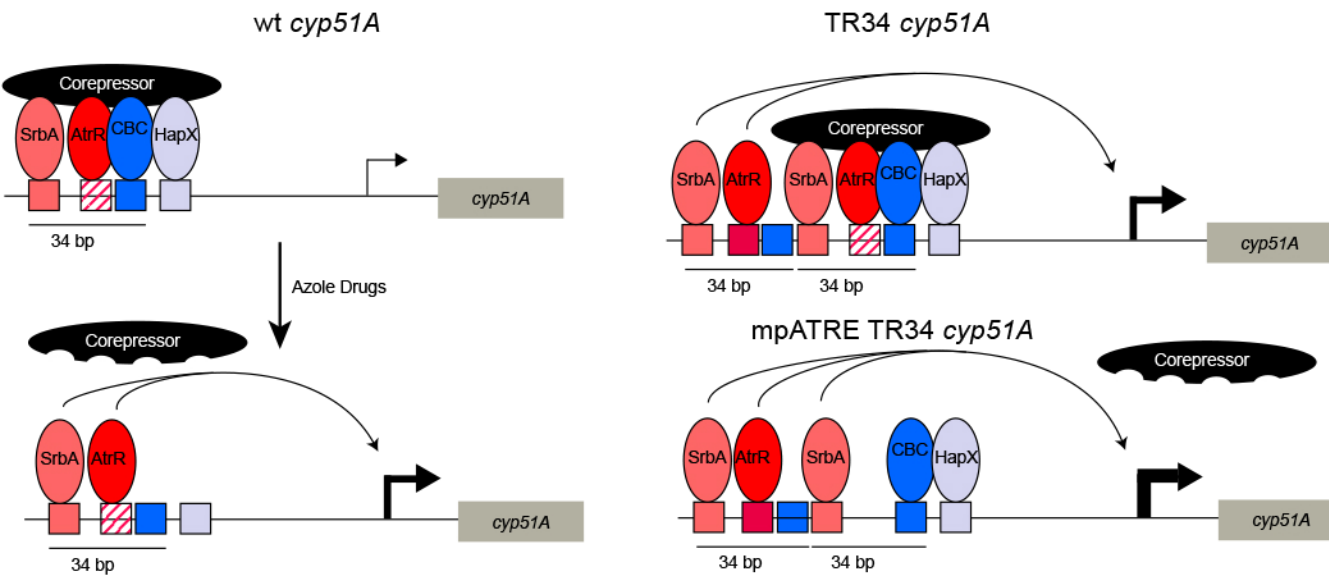 wt cyp51A
Corepressor
SrbA AtrR CBC HapX
cyp51A
34 bp
Azole Drugs
Corepressor
SrbA AtrR
cyp51A
34 bp
TR34 cyp51A
Corepressor
SrbA AtrR SrbA AtrR CBC HapX
cyp51A
34 bp 34 bp
mpATRE TR34 cyp51A
Corepressor
SrbA AtrR SrbA CBC HapX
cyp51A
34 bp 34 bp